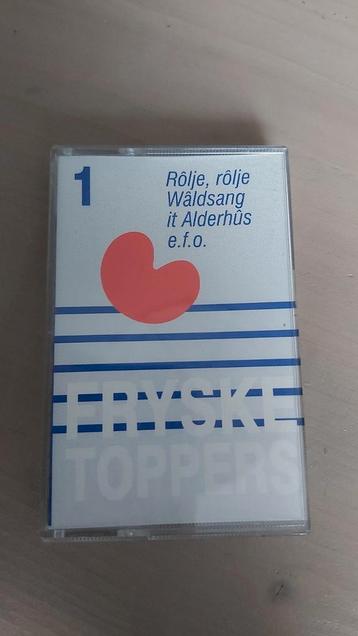 1
Rôlje, rôlje
Wâldsang
it Alderhûs
e.f.o.
FRYSKE
TOPPERS